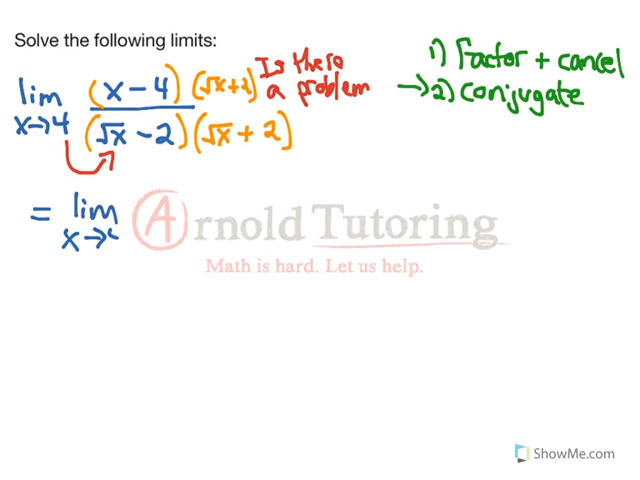 Solve the following limits:
lim x→4 (x - 4) (√x + 2) / (√x - 2) (√x + 2)
Is there a problem
1) Factor + cancel
→ 2) conjugate
= lim x→
Arnold Tutoring
Math is hard. Let us help.
ShowMe.com